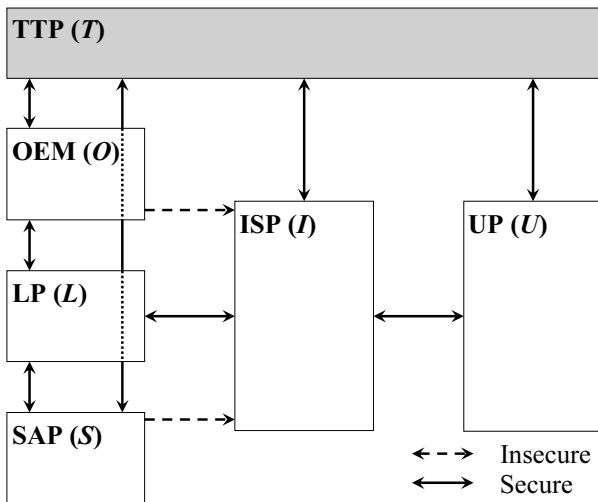 TTP (T)
OEM (O)
ISP (I)
UP (U)
LP (L)
SAP (S)
Insecure
Secure